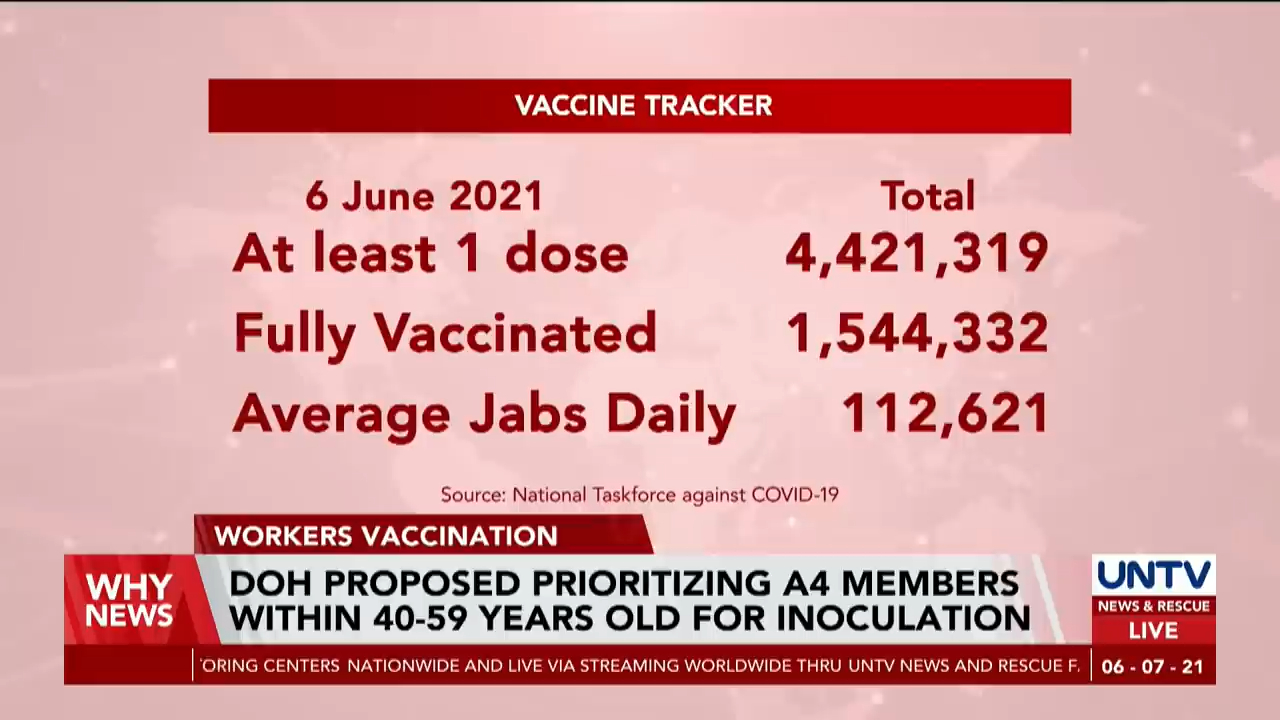 VACCINE TRACKER
6 June 2021 Total
At least 1 dose 4,421,319
Fully Vaccinated 1,544,332
Average Jabs Daily 112,621
Source: National Taskforce against COVID-19
WORKERS VACCINATION
WHY NEWS
DOH PROPOSED PRIORITIZING A4 MEMBERS
WITHIN 40-59 YEARS OLD FOR INOCULATION
UNTV
NEWS & RESCUE
LIVE
CENTERS NATIONWIDE AND LIVE VIA STREAMING WORLDWIDE THRU UNTV NEWS AND RESCUE
06 - 07 - 21